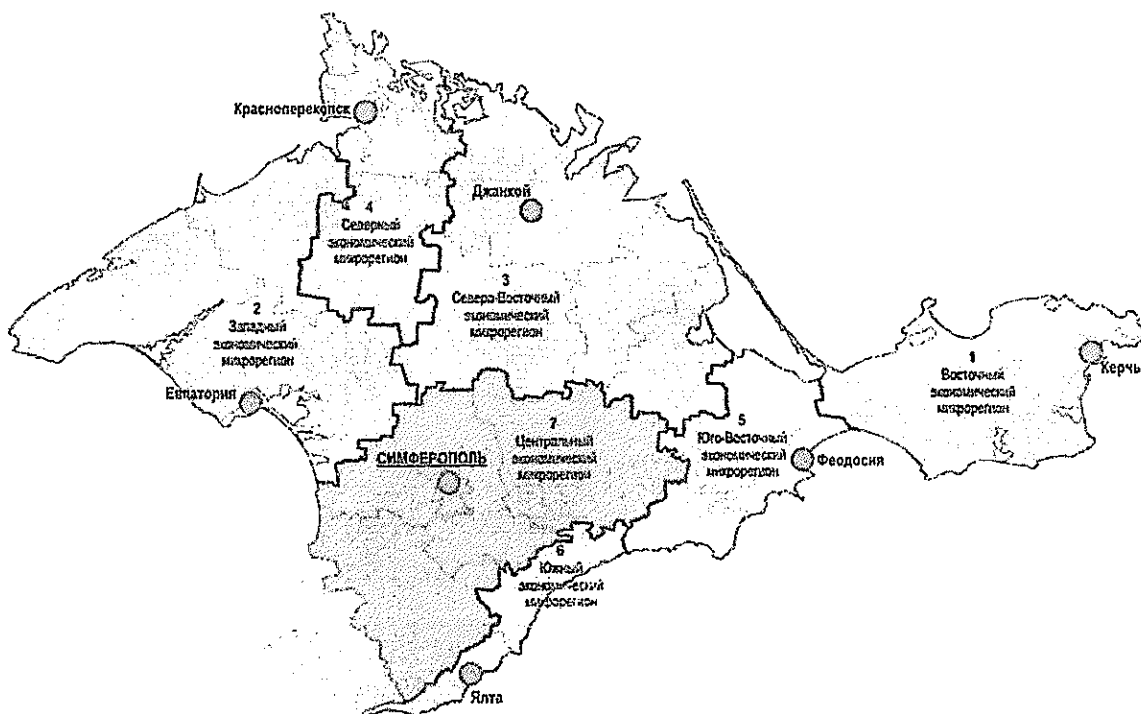 Красноперекопск
Джанкой
4
Северный
экономический
микрорегион
3
Северо-Восточный
экономический
микрорегион
2
Западный
экономический
микрорегион
1
Восточный
экономический
микрорегион
Керчь
Евпатория
7
Центральный
экономический
микрорегион
5
Юго-Восточный
экономический
микрорегион
СИМФЕРОПОЛЬ
Феодосия
6
Южный
экономический
микрорегион
Ялта